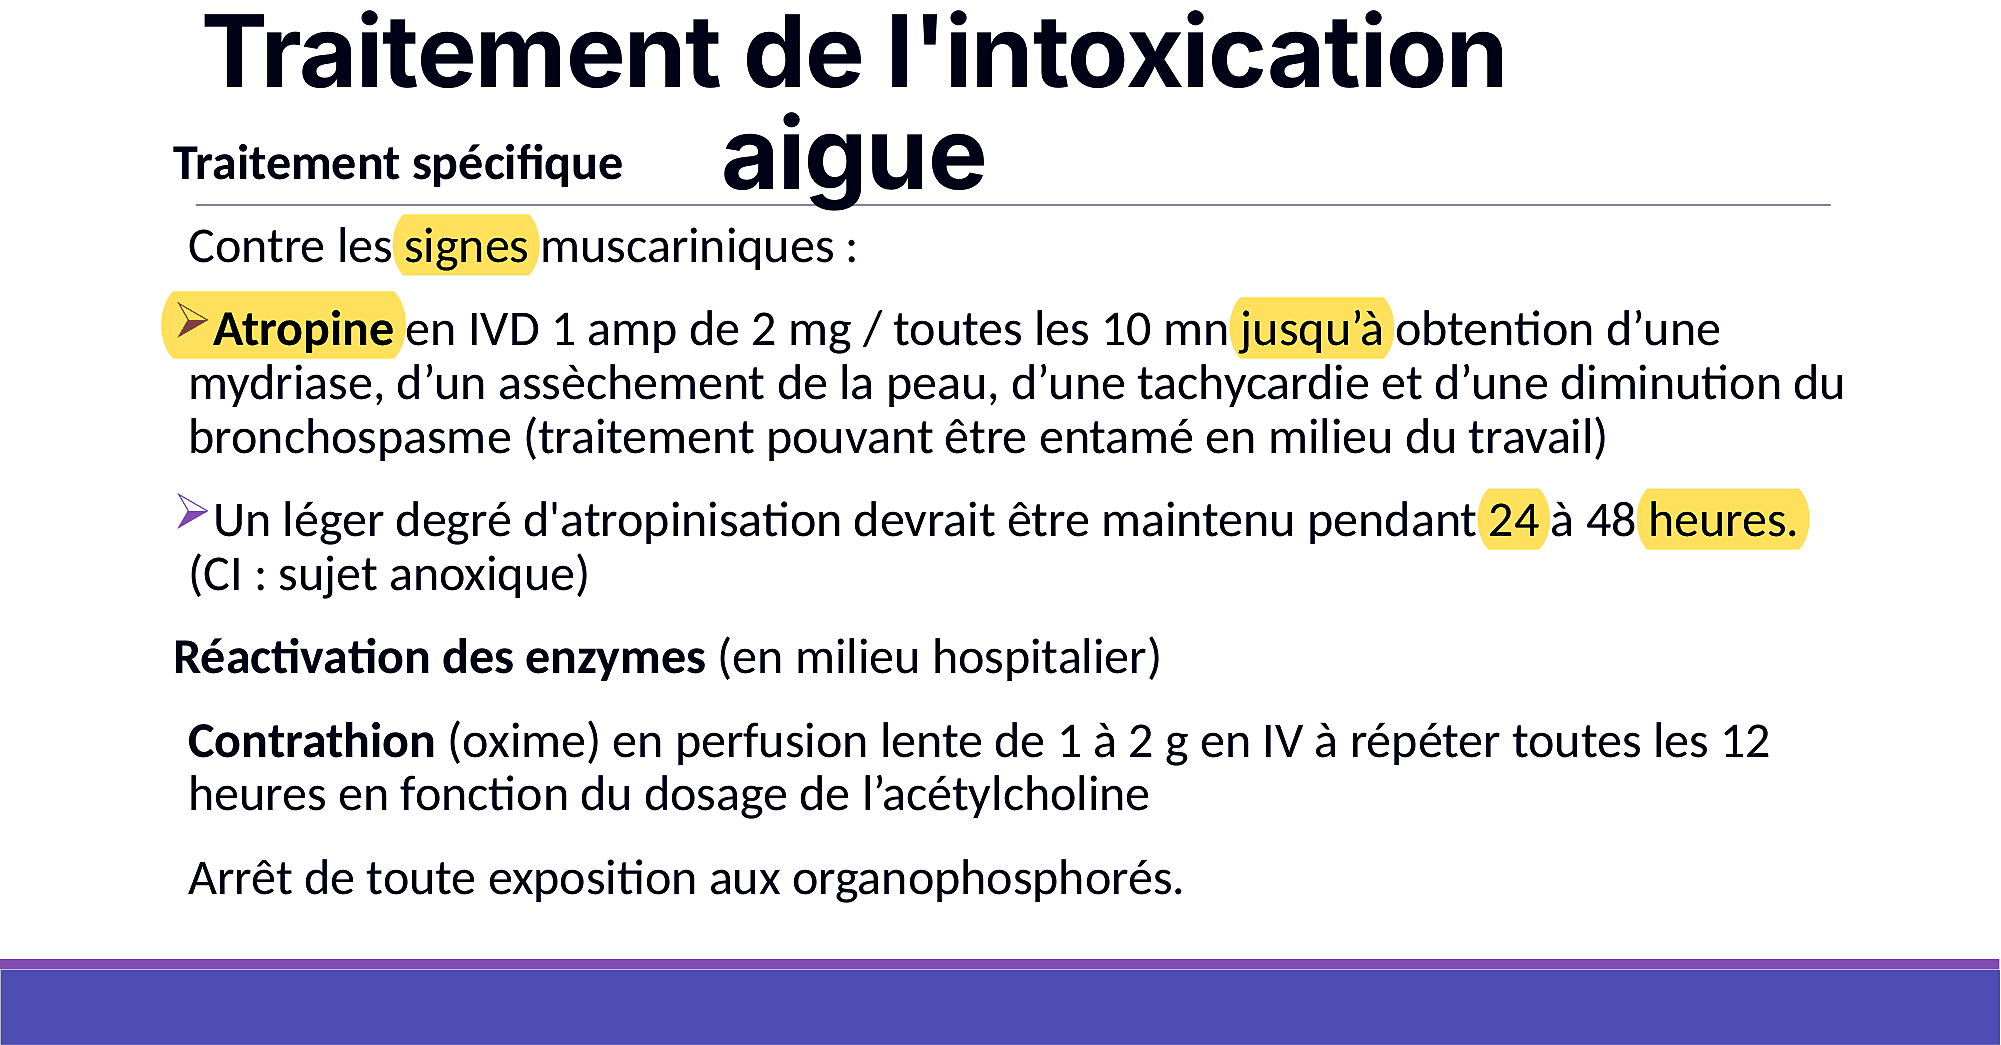 Traitement de l'intoxication
aigue
Traitement spécifique
Contre les signes muscariniques :
Atropine en IVD 1 amp de 2 mg / toutes les 10 mn jusqu’à obtention d’une
mydriase, d’un assèchement de la peau, d’une tachycardie et d’une diminution du
bronchospasme (traitement pouvant être entamé en milieu du travail)
Un léger degré d'atropinisation devrait être maintenu pendant 24 à 48 heures.
(CI : sujet anoxique)
Réactivation des enzymes (en milieu hospitalier)
Contrathion (oxime) en perfusion lente de 1 à 2 g en IV à répéter toutes les 12
heures en fonction du dosage de l’acétylcholine
Arrêt de toute exposition aux organophosphorés.